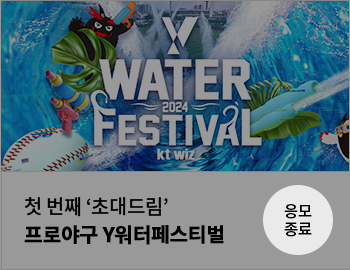 Y
WATER
2024
FESTIVAL
kt wiz
첫 번째 ‘초대드림’
프로야구 Y워터페스티벌
응모
종료